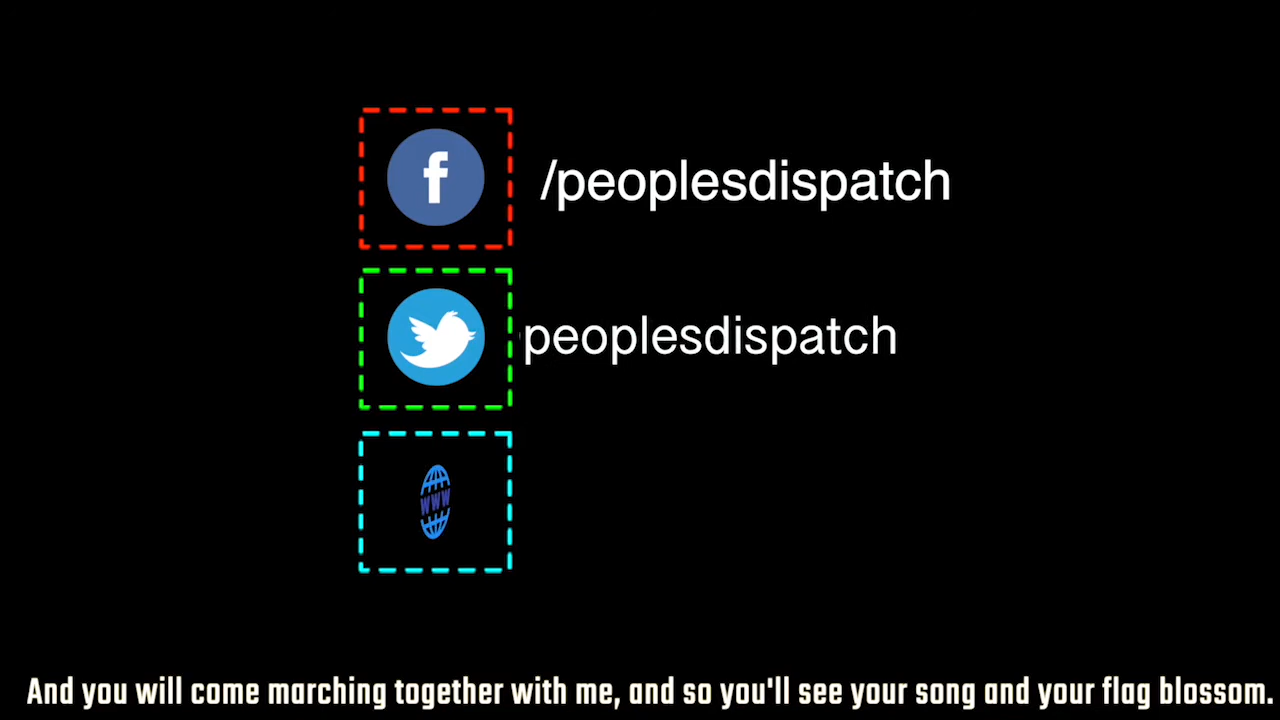 f
/peoplesdispatch
peoplesdispatch
WWW
And you will come marching together with me, and so you'll see your song and your flag blossom.